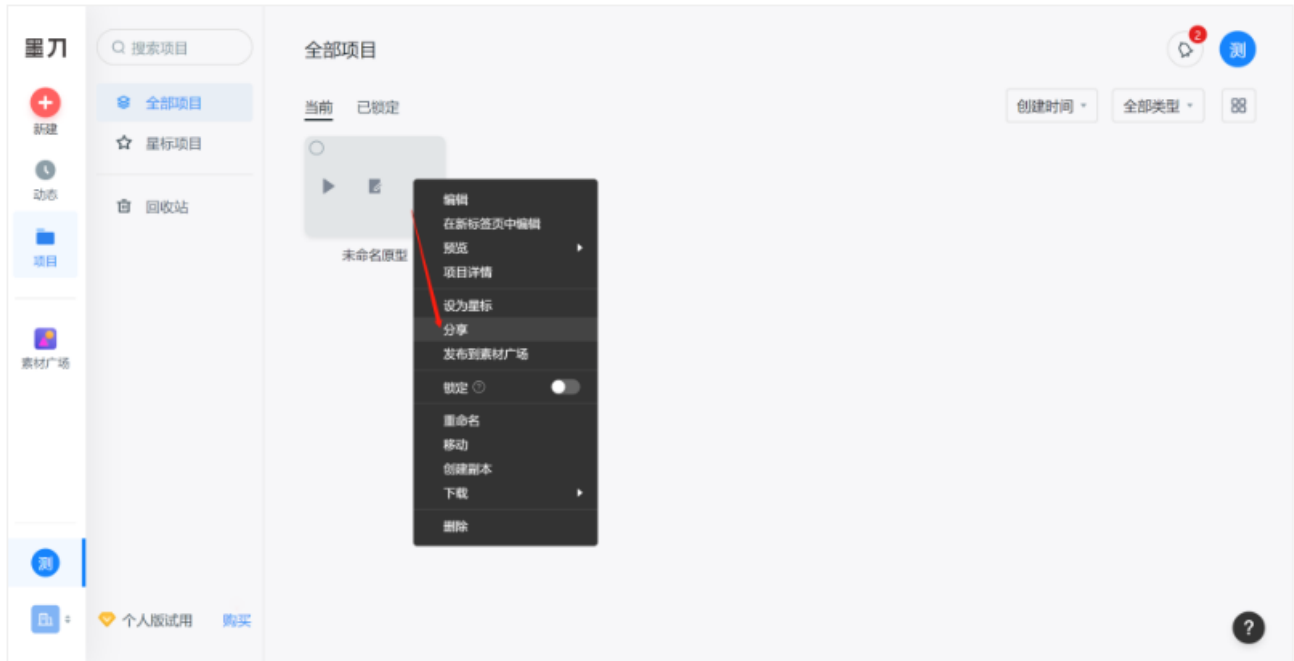 墨刀
新建
动态
项目
素材广场
测
搜索项目
全部项目
星标项目
回收站
个人版试用 购买
全部项目
2
测
当前 已锁定
创建时间 全部类型
未命名原型
编辑
在新标签页中编辑
预览
项目详情
设为星标
分享
发布到素材广场
锁定 ?
重命名
移动
创建副本
下载
删除
?